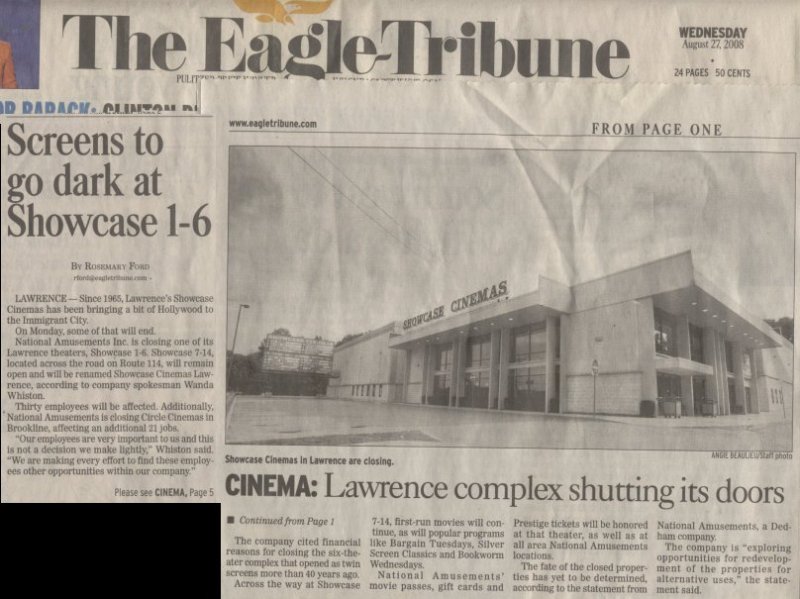 The Eagle-Tribune
WEDNESDAY
August 27, 2008
24 PAGES 50 CENTS
BARACK: CLINTON
Screens to
go dark at
Showcase 1-6
BY ROSEMARY FORD
rford@eagletribune.com
LAWRENCE — Since 1965, Lawrence's Showcase
Cinemas has been bringing a bit of Hollywood to
the Immigrant City.
On Monday, some of that will end.
National Amusements Inc. is closing one of its
Lawrence theaters, Showcase 1-6. Showcase 7-14,
located across the road on Route 114, will remain
open and will be renamed Showcase Cinemas Law-
rence, according to company spokesman Wanda
Whiston.
Thirty employees will be affected. Additionally,
National Amusements is closing Circle Cinemas in
Brookline, affecting an additional 21 jobs.
"Our employees are very important to us and this
is not a decision we make lightly," Whiston said.
"We are making every effort to find these employ-
ees other opportunities within our company."
Please see CINEMA, Page 5
www.eagletribune.com
FROM PAGE ONE
SHOWCASE CINEMAS
ANGIE BEAULIEU/Staff photo
Showcase Cinemas in Lawrence are closing.
CINEMA: Lawrence complex shutting its doors
■ Continued from Page 1
The company cited financial
reasons for closing the six-the-
ater complex that opened as twin
screens more than 40 years ago.
Across the way at Showcase
7-14, first-run movies will con-
tinue, as will popular programs
like Bargain Tuesdays, Silver
Screen Classics and Bookworm
Wednesdays.
National Amusements'
movie passes, gift cards and
Prestige tickets will be honored
at that theater, as well as at
all area National Amusements
locations.
The fate of the closed proper-
ties has yet to be determined,
according to the statement from
National Amusements, a Ded-
ham company.
The company is "exploring
opportunities for redevelop-
ment of the properties for
alternative uses," the state-
ment said.